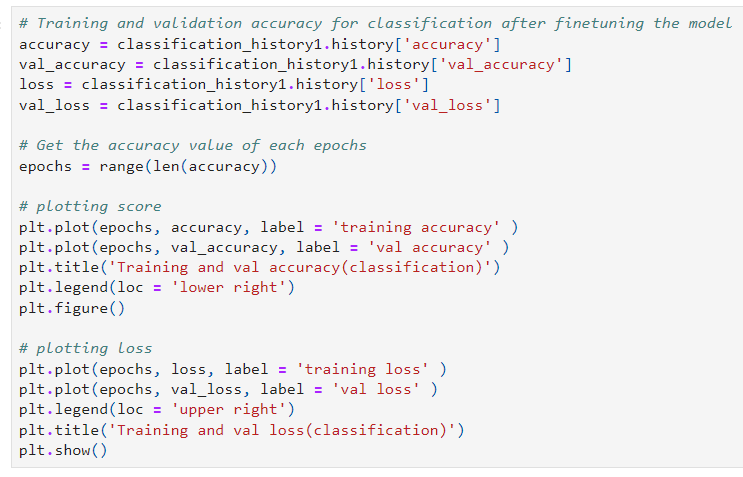 # Training and validation accuracy for classification after finetuning the model
accuracy = classification_history1.history['accuracy']
val_accuracy = classification_history1.history['val_accuracy']
loss = classification_history1.history['loss']
val_loss = classification_history1.history['val_loss']

# Get the accuracy value of each epochs
epochs = range(len(accuracy))

# plotting score
plt.plot(epochs, accuracy, label = 'training accuracy' )
plt.plot(epochs, val_accuracy, label = 'val accuracy' )
plt.title('Training and val accuracy(classification)')
plt.legend(loc = 'lower right')
plt.figure()

# plotting loss
plt.plot(epochs, loss, label = 'training loss' )
plt.plot(epochs, val_loss, label = 'val loss' )
plt.legend(loc = 'upper right')
plt.title('Training and val loss(classification)')
plt.show()